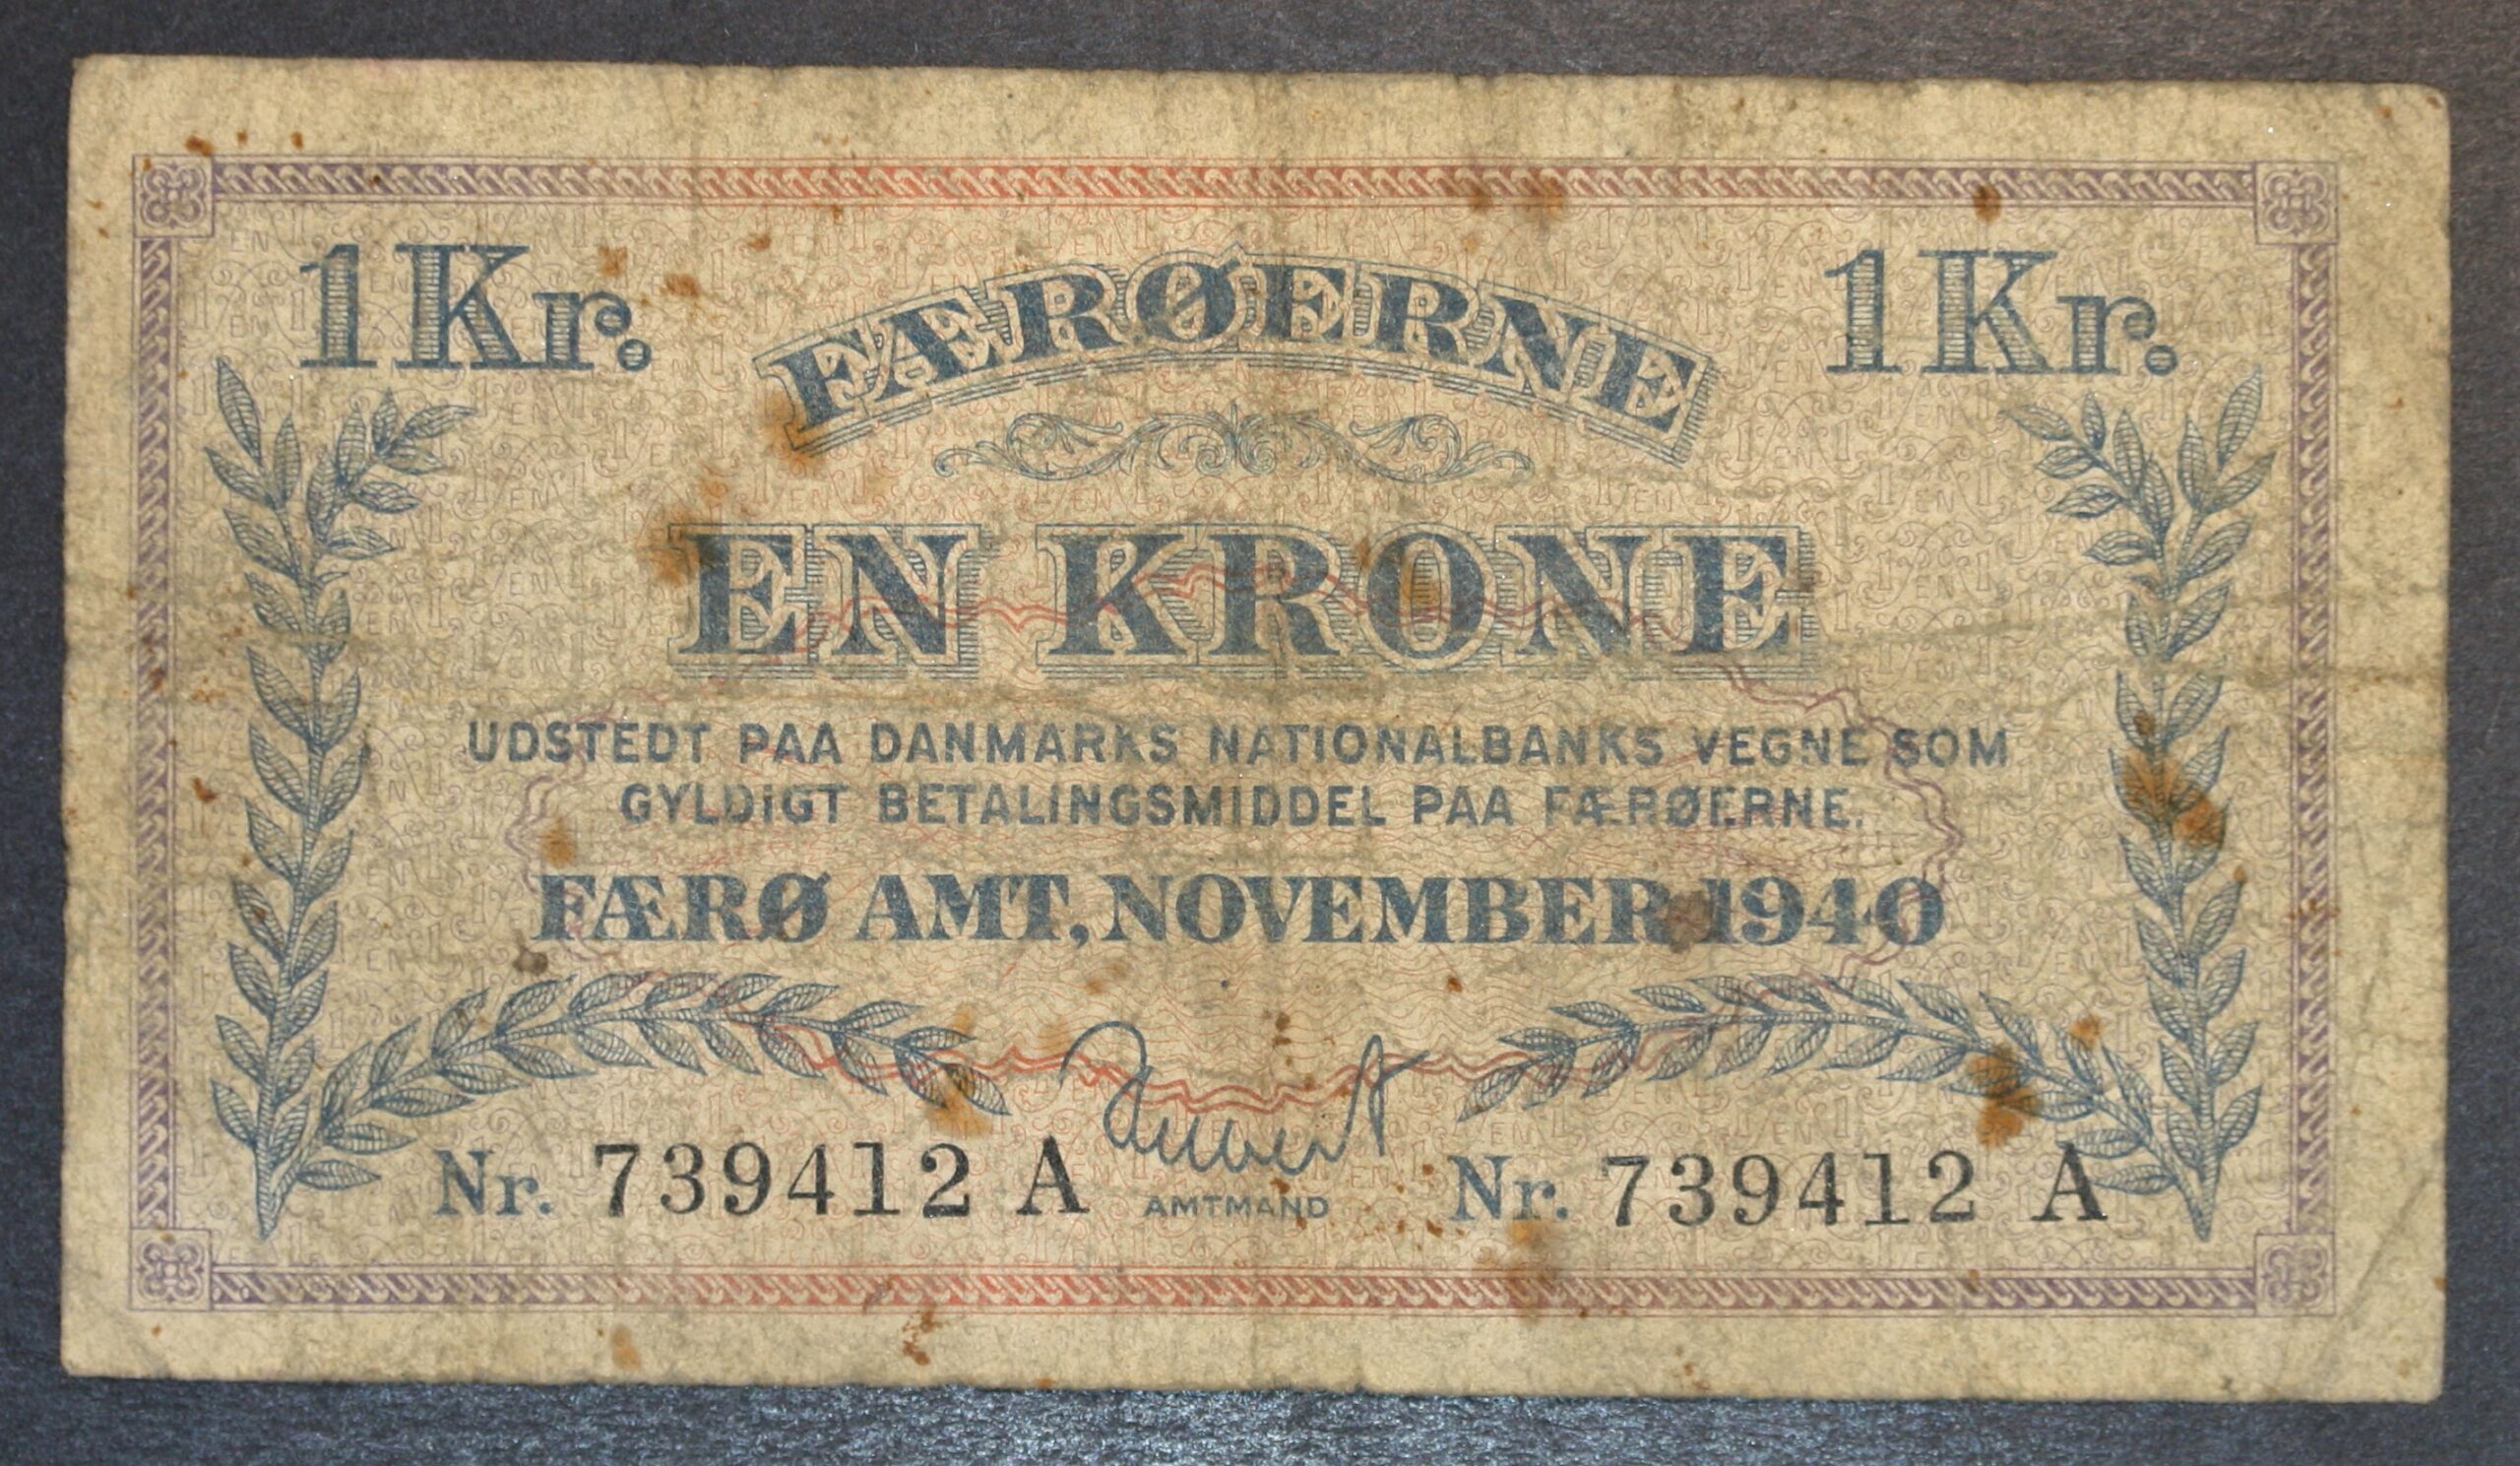 1 Kr. 1 Kr.
FÆRØERNE
EN KRONE
UDSTEDT PAA DANMARKS NATIONALBANKS VEGNE SOM
GYLDIGT BETALINGSMIDDEL PAA FÆRØERNE.
FÆRØ AMT, NOVEMBER 1940
Nr. 739412 A Nr. 739412 A
AMTMAND